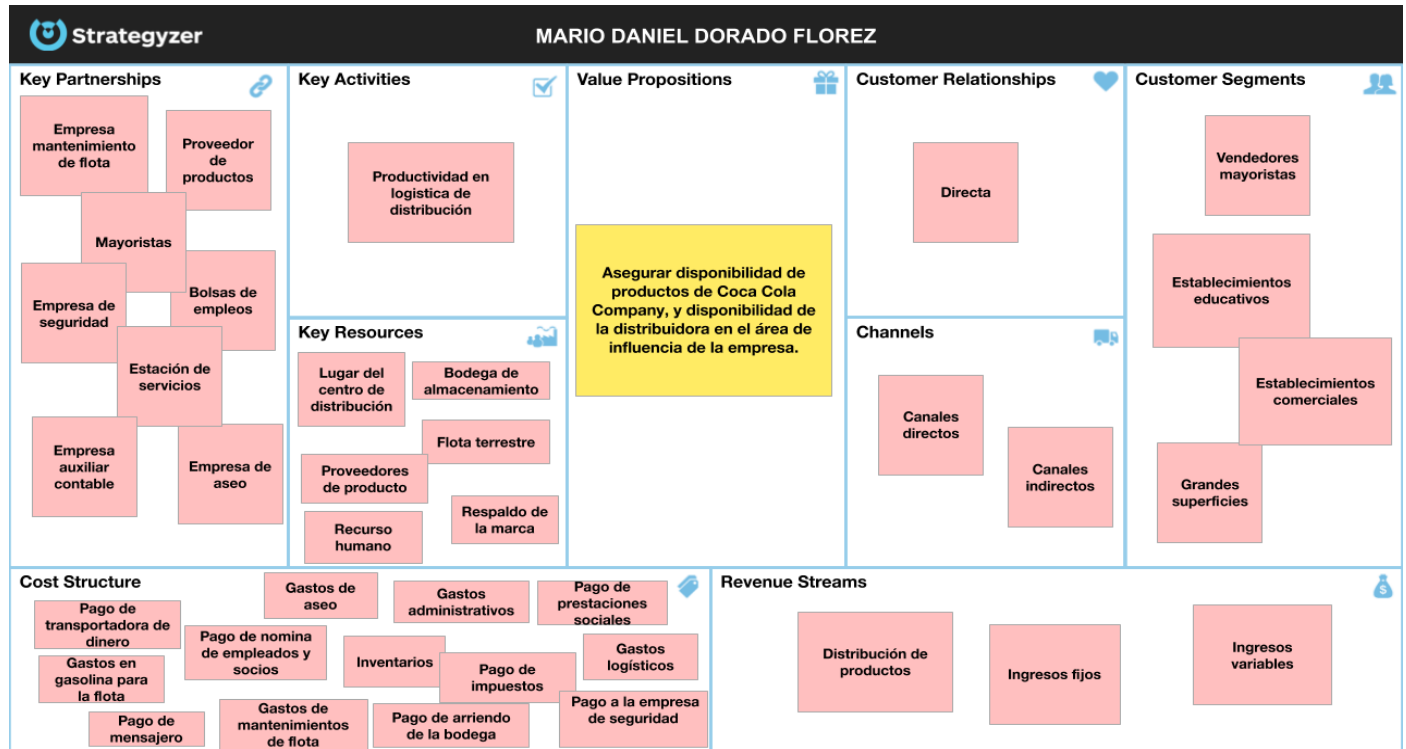 Strategyzer
MARIO DANIEL DORADO FLOREZ
Key Partnerships
Empresa
mantenimiento
de flota
Proveedor
de
productos
Mayoristas
Empresa de
seguridad
Bolsas de
empleos
Estación de
servicios
Empresa
auxiliar
contable
Empresa de
aseo
Key Activities
Productividad en
logistica de
distribución
Key Resources
Lugar del
centro de
distribución
Bodega de
almacenamiento
Flota terrestre
Proveedores
de producto
Respaldo de
la marca
Recurso
humano
Value Propositions
Asegurar disponibilidad de
productos de Coca Cola
Company, y disponibilidad de
la distribuidora en el área de
influencia de la empresa.
Customer Relationships
Directa
Channels
Canales
directos
Canales
indirectos
Customer Segments
Vendedores
mayoristas
Establecimientos
educativos
Establecimientos
comerciales
Grandes
superficies
Cost Structure
Gastos de
aseo
Gastos
administrativos
Pago de
prestaciones
sociales
Pago de
transportadora de
dinero
Pago de nomina
de empleados y
socios
Inventarios
Pago de
impuestos
Gastos
logísticos
Gastos en
gasolina para
la flota
Pago de
mensajero
Gastos de
mantenimientos
de flota
Pago de arriendo
de la bodega
Pago a la empresa
de seguridad
Revenue Streams
$
Distribución de
productos
Ingresos fijos
Ingresos
variables